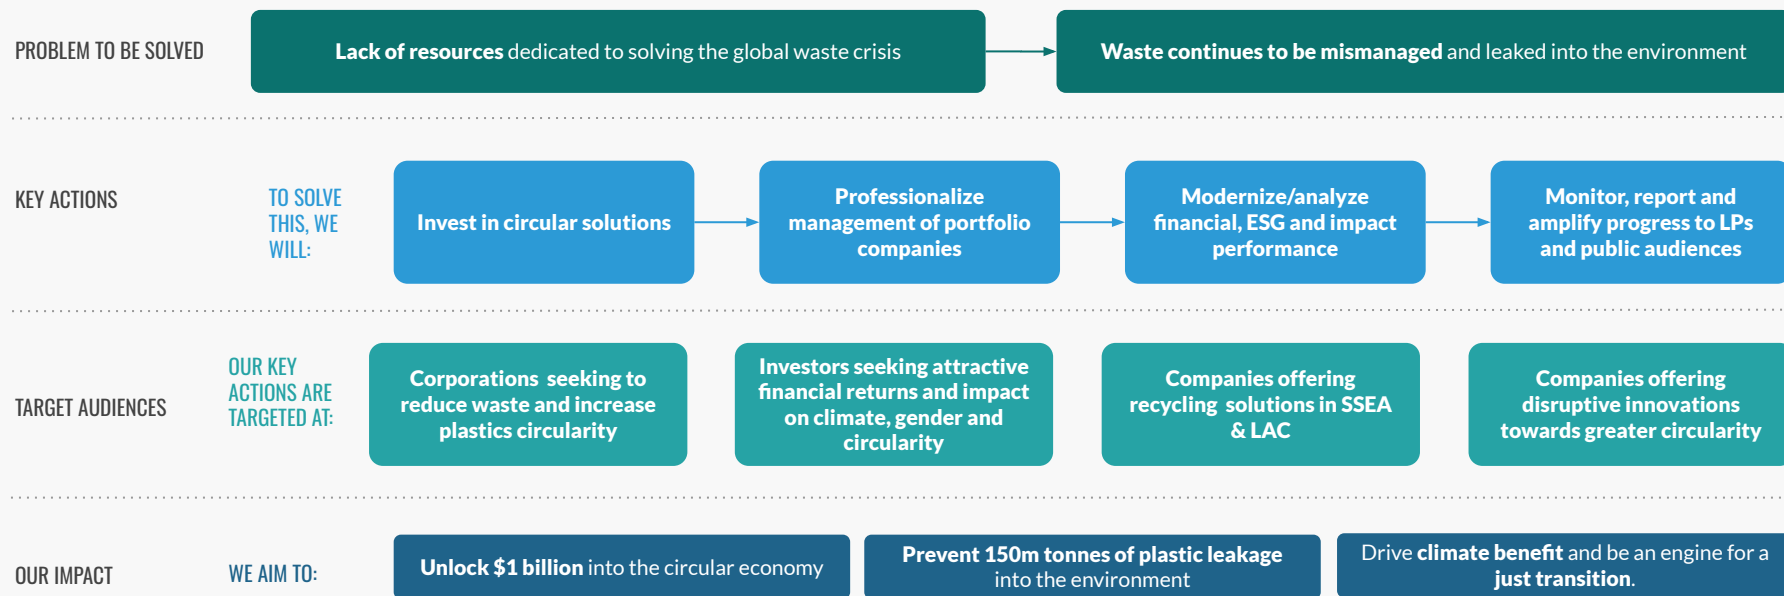 PROBLEM TO BE SOLVED
Lack of resources dedicated to solving the global waste crisis
Waste continues to be mismanaged and leaked into the environment
KEY ACTIONS
TO SOLVE
THIS, WE
WILL:
Invest in circular solutions
Professionalize
management of portfolio
companies
Modernize/analyze
financial, ESG and impact
performance
Monitor, report and
amplify progress to LPs
and public audiences
TARGET AUDIENCES
OUR KEY
ACTIONS ARE
TARGETED AT:
Corporations seeking to
reduce waste and increase
plastics circularity
Investors seeking attractive
financial returns and impact
on climate, gender and
circularity
Companies offering
recycling solutions in SSEA
& LAC
Companies offering
disruptive innovations
towards greater circularity
OUR IMPACT
WE AIM TO:
Unlock $1 billion into the circular economy
Prevent 150m tonnes of plastic leakage
into the environment
Drive climate benefit and be an engine for a
just transition.